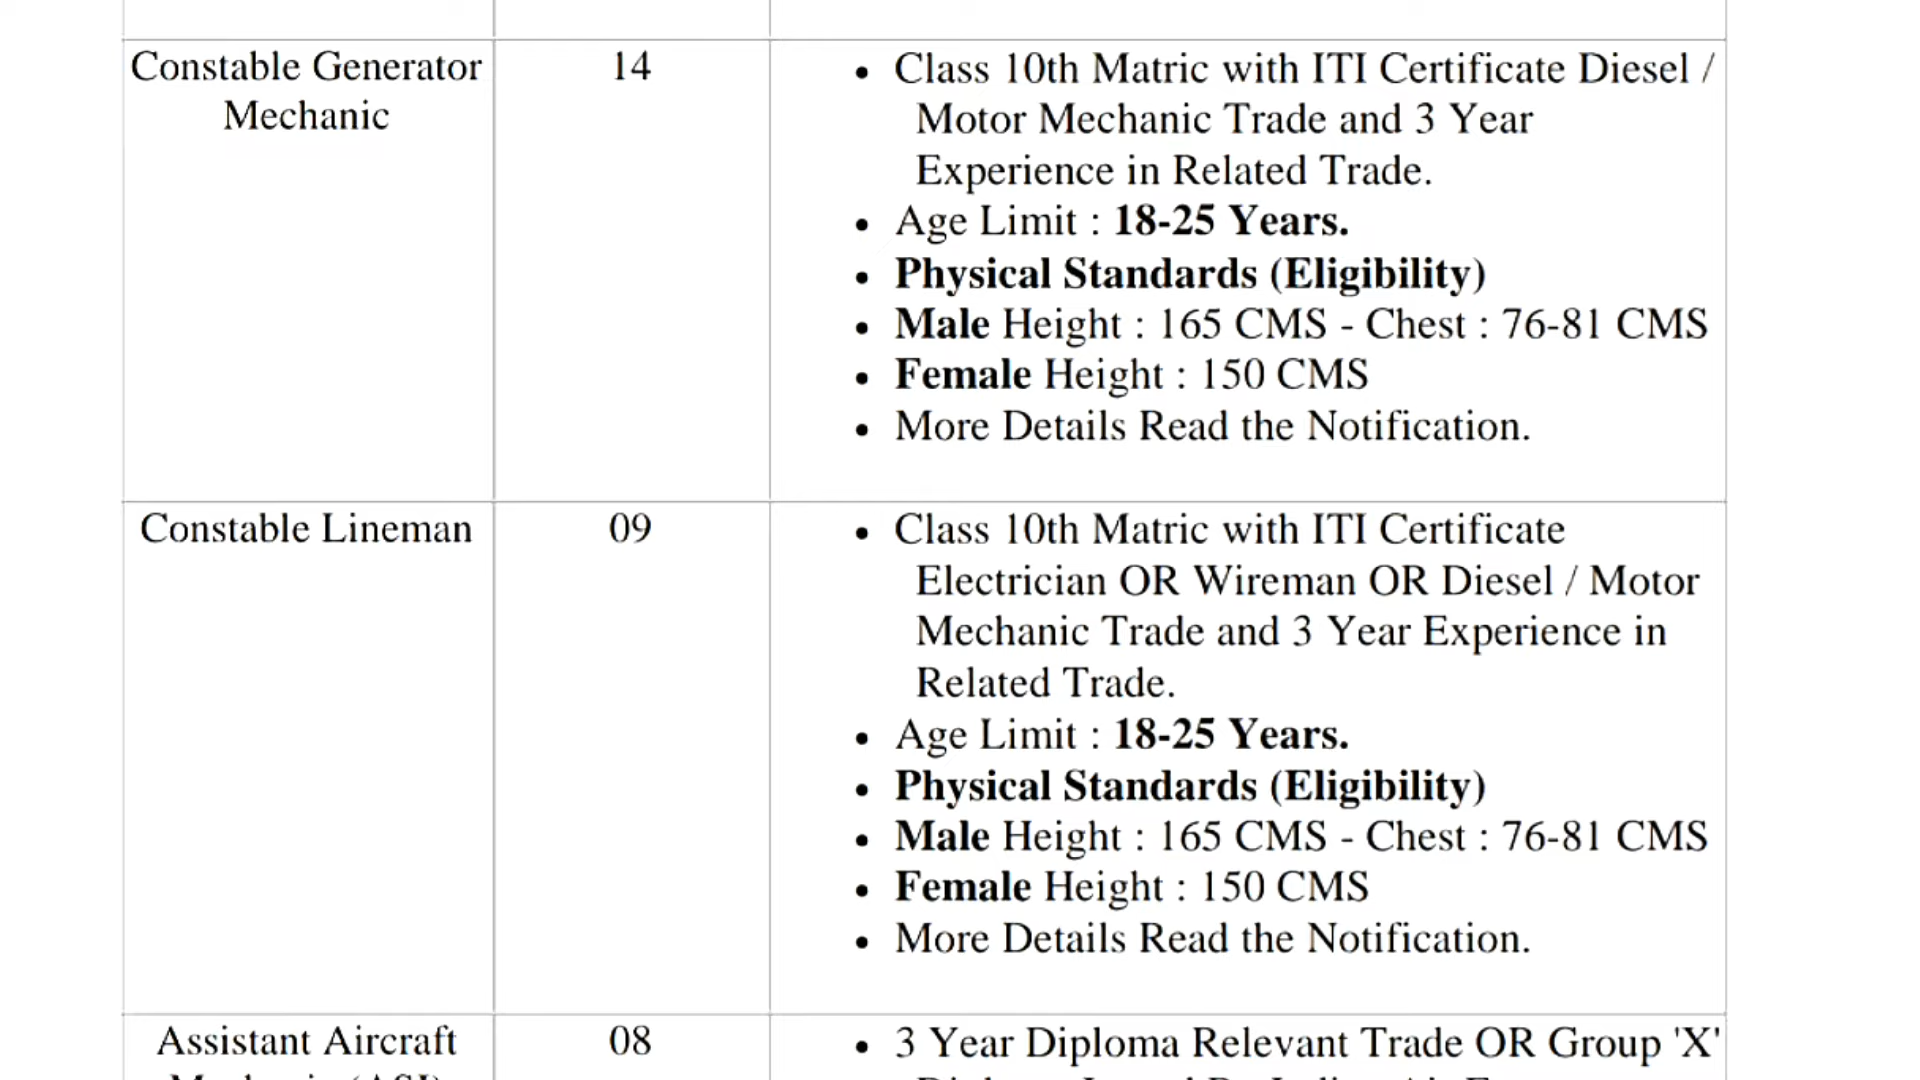 Constable Generator
Mechanic
14
• Class 10th Matric with ITI Certificate Diesel /
Motor Mechanic Trade and 3 Year
Experience in Related Trade.
• Age Limit : 18-25 Years.
• Physical Standards (Eligibility)
• Male Height : 165 CMS - Chest : 76-81 CMS
• Female Height : 150 CMS
• More Details Read the Notification.
Constable Lineman
09
• Class 10th Matric with ITI Certificate
Electrician OR Wireman OR Diesel / Motor
Mechanic Trade and 3 Year Experience in
Related Trade.
• Age Limit : 18-25 Years.
• Physical Standards (Eligibility)
• Male Height : 165 CMS - Chest : 76-81 CMS
• Female Height : 150 CMS
• More Details Read the Notification.
Assistant Aircraft
08
• 3 Year Diploma Relevant Trade OR Group 'X'